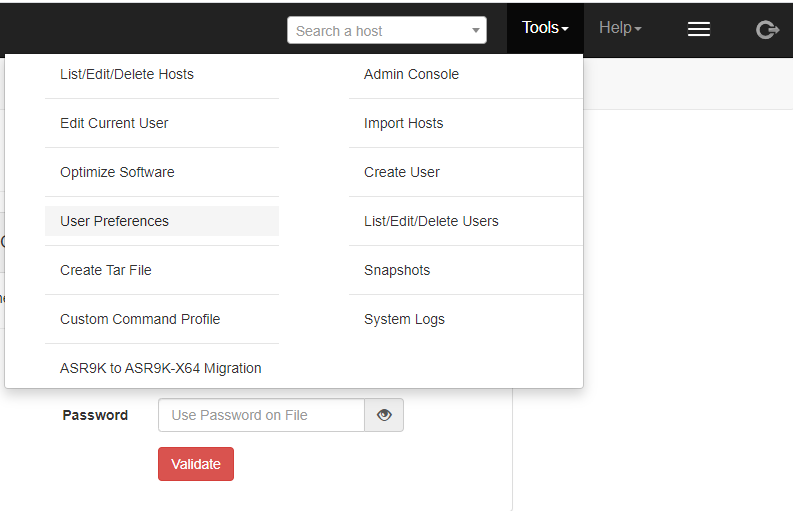 Search a host
Tools
Help
List/Edit/Delete Hosts
Admin Console
Edit Current User
Import Hosts
Optimize Software
Create User
User Preferences
List/Edit/Delete Users
Create Tar File
Snapshots
Custom Command Profile
System Logs
ASR9K to ASR9K-X64 Migration
Password
Use Password on File
Validate